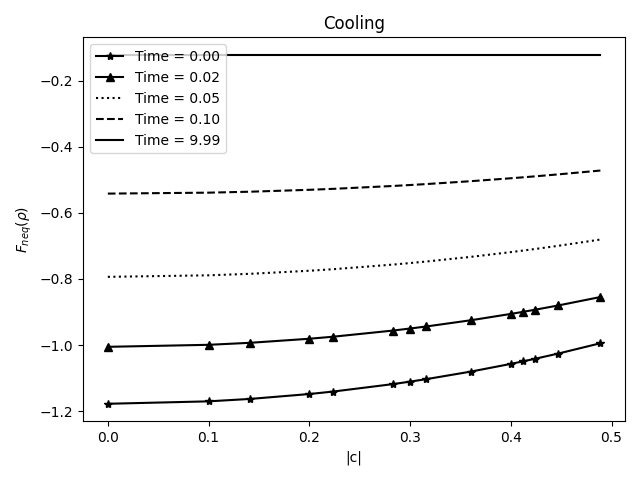 Cooling
Time = 0.00
Time = 0.02
Time = 0.05
Time = 0.10
Time = 9.99
−0.2
−0.4
−0.6
−0.8
−1.0
−1.2
F_{neq}(ρ)
0.0 0.1 0.2 0.3 0.4 0.5
|c|